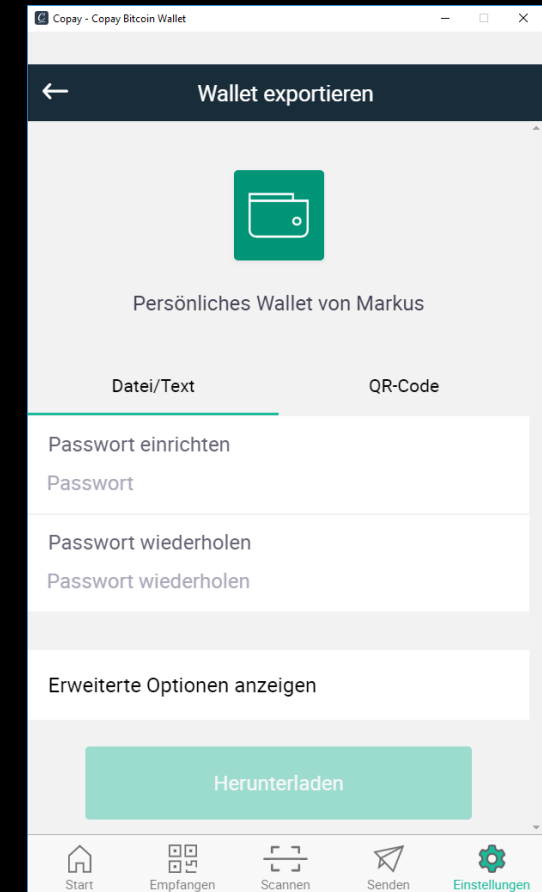 Copay - Copay Bitcoin Wallet
Wallet exportieren
Persönliches Wallet von Markus
Datei/Text QR-Code
Passwort einrichten
Passwort
Passwort wiederholen
Passwort wiederholen
Erweiterte Optionen anzeigen
Herunterladen
Start Empfangen Scannen Senden Einstellungen